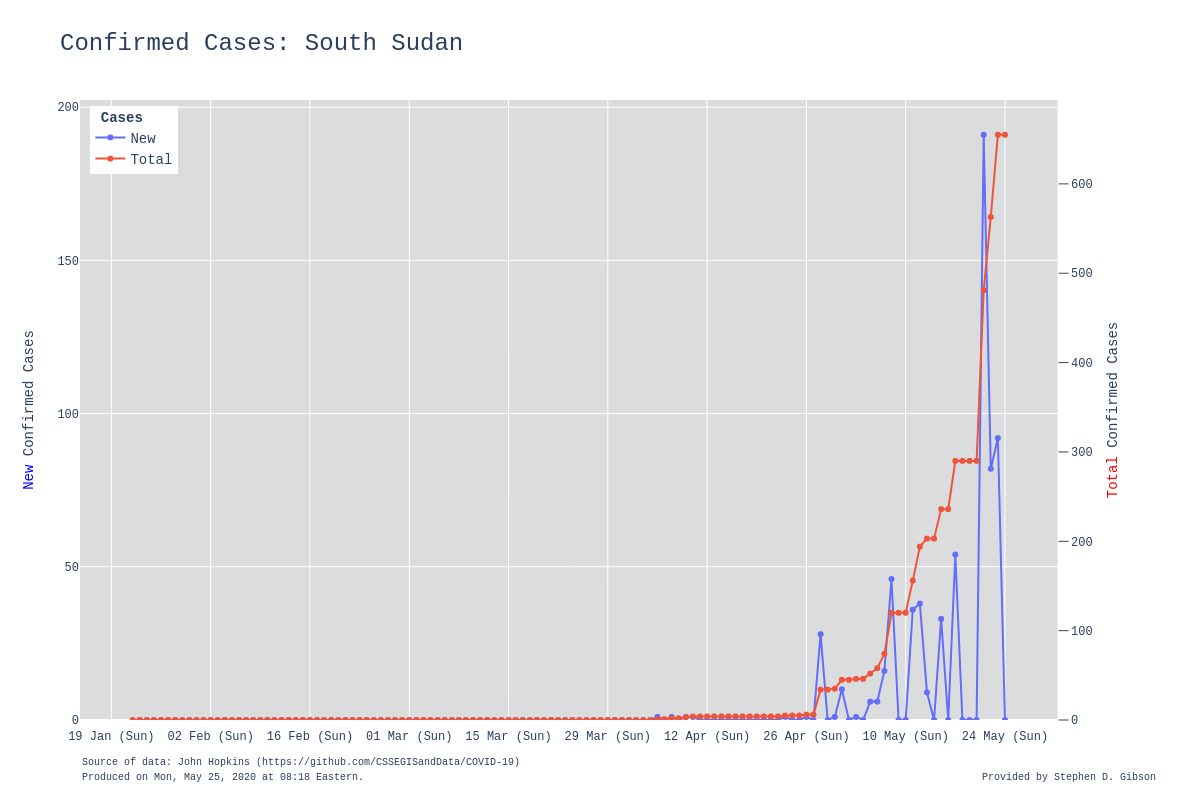 Confirmed Cases: South Sudan
Cases
New
Total
200
150
100
50
0
New Confirmed Cases
600
500
400
300
200
100
0
Total Confirmed Cases
19 Jan (Sun)
02 Feb (Sun)
16 Feb (Sun)
01 Mar (Sun)
15 Mar (Sun)
29 Mar (Sun)
12 Apr (Sun)
26 Apr (Sun)
10 May (Sun)
24 May (Sun)
Source of data: John Hopkins (https://github.com/CSSEGISandData/COVID-19)
Produced on Mon, May 25, 2020 at 08:18 Eastern.
Provided by Stephen D. Gibson